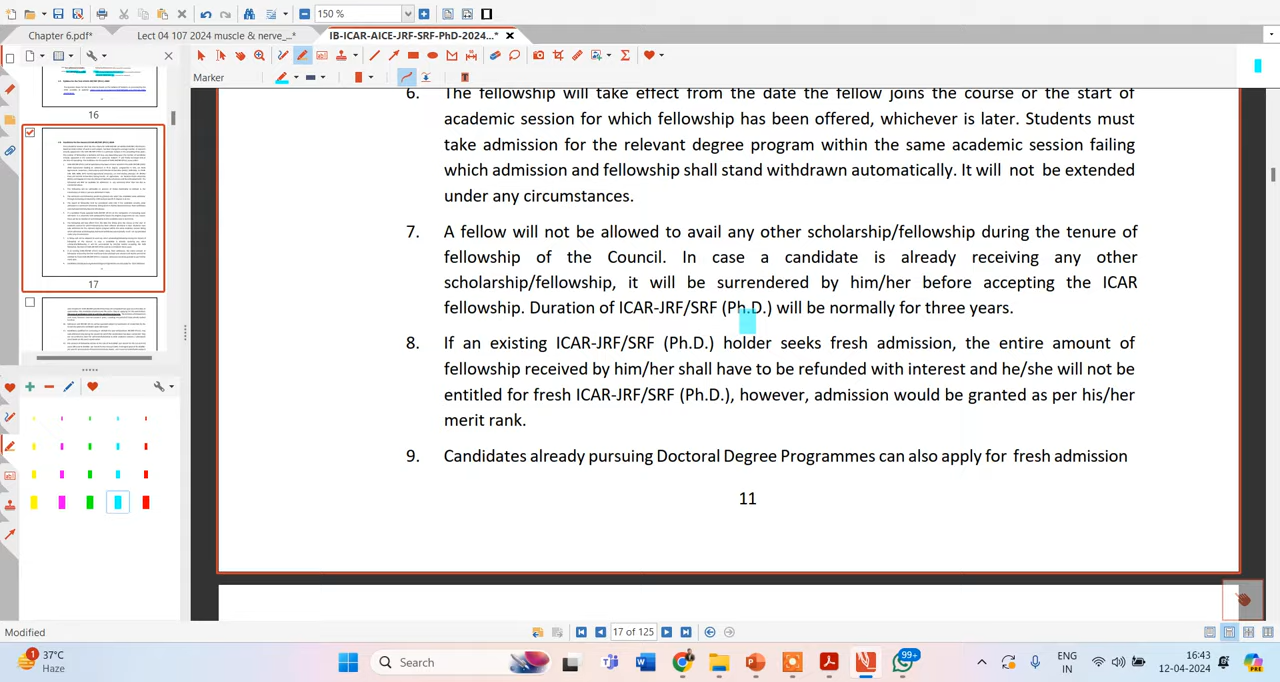 150 %
Chapter 6.pdf*
Lect 04 107 2024 muscle & nerve_...*
IB-ICAR-AICE-JRF-SRF-PhD-2024...*
Marker
16
17
6. The fellowship will take effect from the date the fellow joins the course or the start of
academic session for which fellowship has been offered, whichever is later. Students must
take admission for the relevant degree program within the same academic session failing
which admission and fellowship shall stand withdrawn automatically. It will not be extended
under any circumstances.
7. A fellow will not be allowed to avail any other scholarship/fellowship during the tenure of
fellowship of the Council. In case a candidate is already receiving any other
scholarship/fellowship, it will be surrendered by him/her before accepting the ICAR
fellowship. Duration of ICAR-JRF/SRF (Ph.D.) will be normally for three years.
8. If an existing ICAR-JRF/SRF (Ph.D.) holder seeks fresh admission, the entire amount of
fellowship received by him/her shall have to be refunded with interest and he/she will not be
entitled for fresh ICAR-JRF/SRF (Ph.D.), however, admission would be granted as per his/her
merit rank.
9. Candidates already pursuing Doctoral Degree Programmes can also apply for fresh admission
11
Modified
17 of 125
1
37°C
Haze
Search
99+
ENG
IN
16:43
12-04-2024
PRE